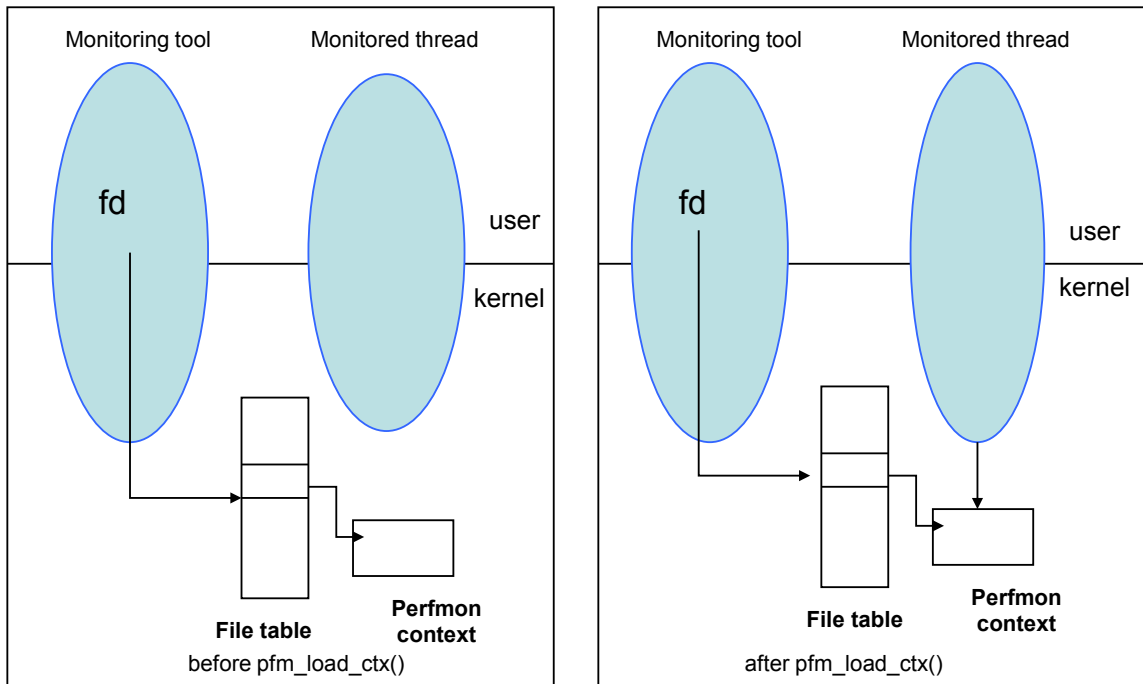 Monitoring tool
Monitored thread
fd
user
kernel
File table
Perfmon
context
before pfm_load_ctx()
Monitoring tool
Monitored thread
fd
user
kernel
File table
Perfmon
context
after pfm_load_ctx()